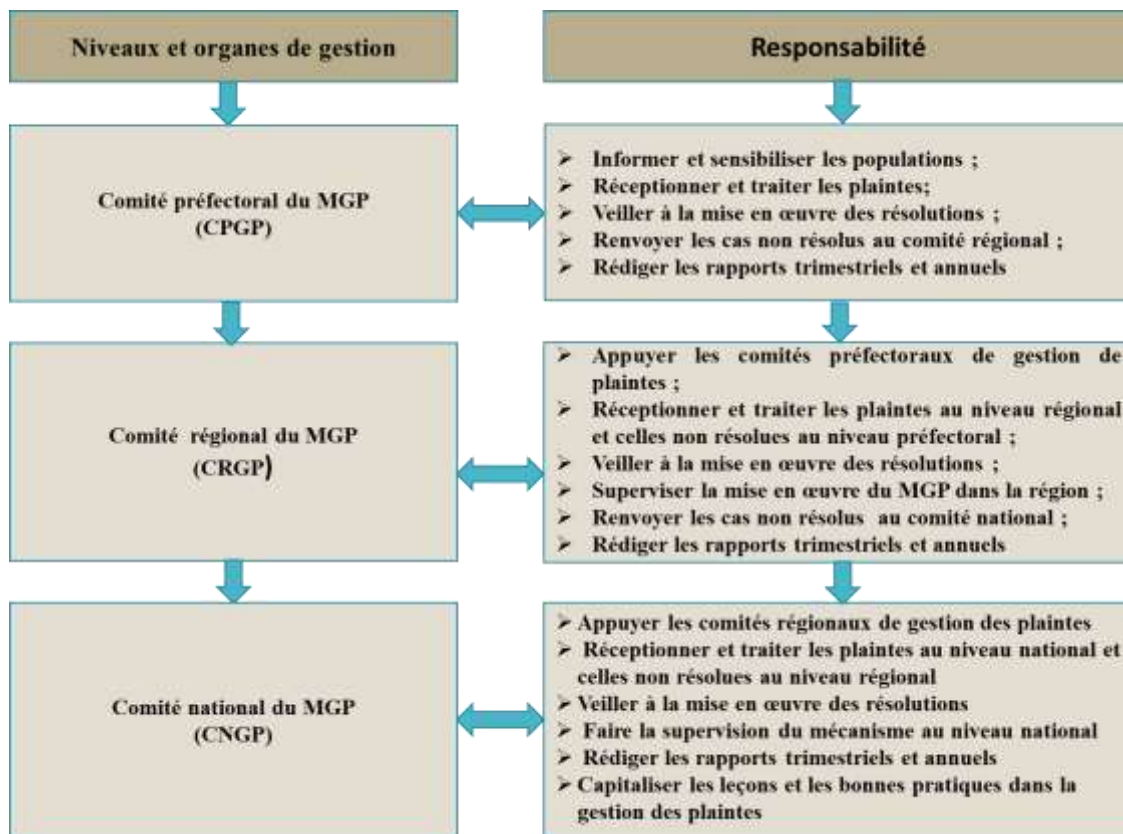 Niveaux et organes de gestion
Responsabilité
Comité préfectoral du MGP
(CPGP)
➢ Informer et sensibiliser les populations ;
➢ Réceptionner et traiter les plaintes;
➢ Veiller à la mise en œuvre des résolutions ;
➢ Renvoyer les cas non résolus au comité régional ;
➢ Rédiger les rapports trimestriels et annuels
Comité régional du MGP
(CRGP)
➢ Appuyer les comités préfectoraux de gestion de
plaintes ;
➢ Réceptionner et traiter les plaintes au niveau régional
et celles non résolues au niveau préfectoral ;
➢ Veiller à la mise en œuvre des résolutions ;
➢ Superviser la mise en œuvre du MGP dans la région ;
➢ Renvoyer les cas non résolus au comité national ;
➢ Rédiger les rapports trimestriels et annuels
Comité national du MGP
(CNGP)
➢ Appuyer les comités régionaux de gestion des plaintes
➢ Réceptionner et traiter les plaintes au niveau national et
celles non résolues au niveau régional
➢ Veiller à la mise en œuvre des résolutions
➢ Faire la supervision du mécanisme au niveau national
➢ Rédiger les rapports trimestriels et annuels
➢ Capitaliser les leçons et les bonnes pratiques dans la
gestion des plaintes